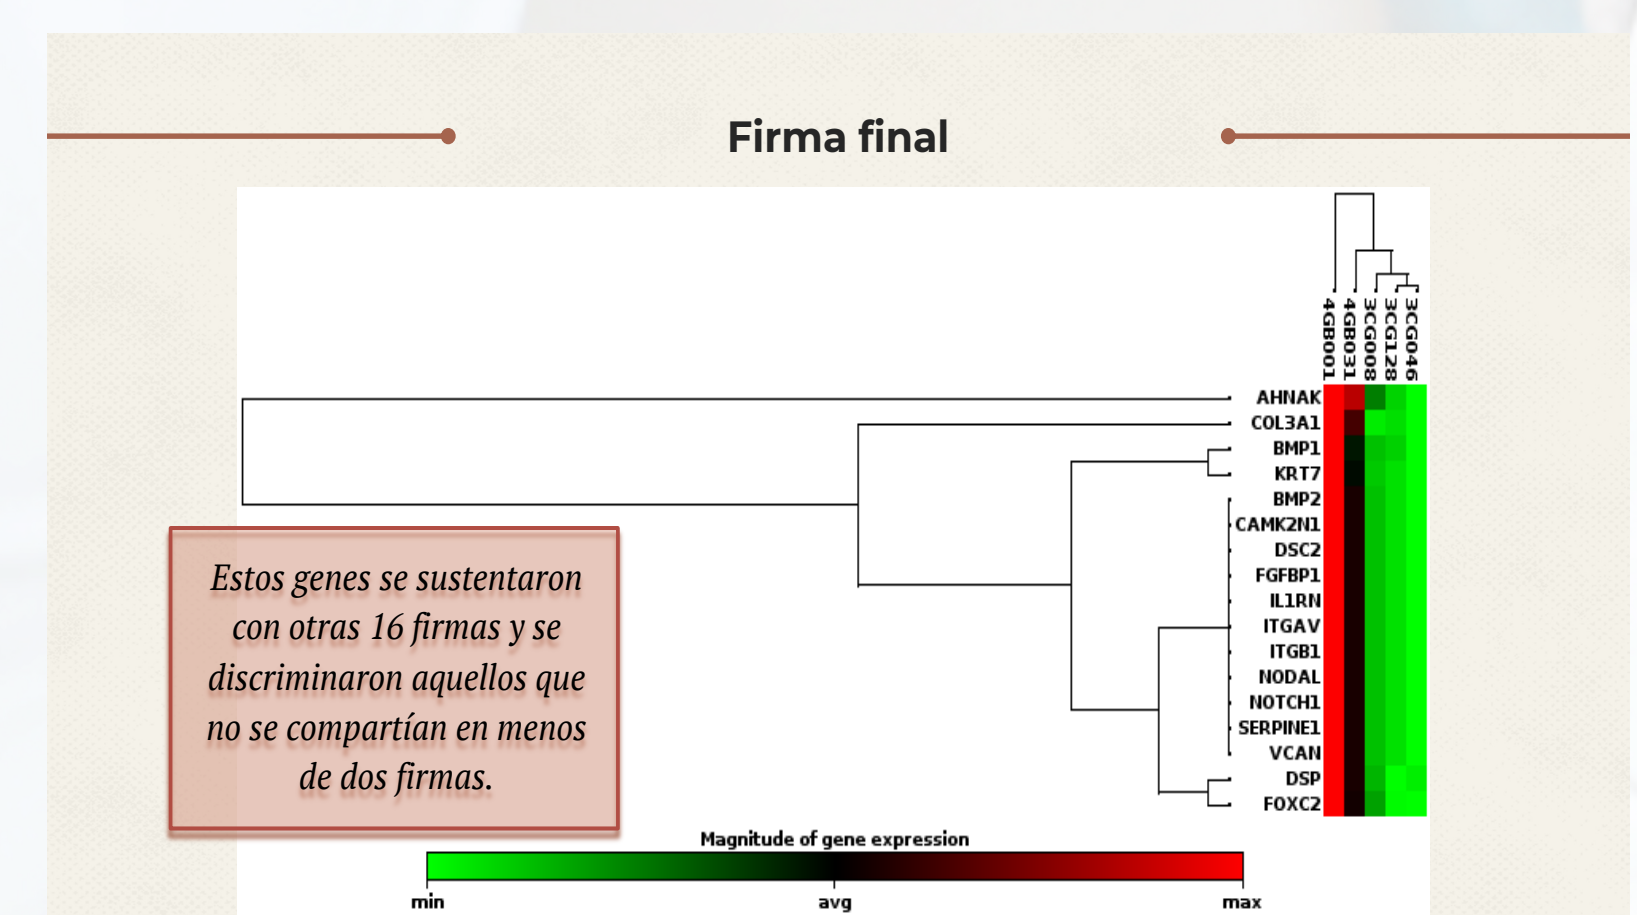 Firma final
4GB001
4GB031
3CG008
3CG128
3CG046
AHNAK
COL3A1
BMP1
KRT7
BMP2
CAMK2N1
DSC2
FGFBP1
IL1RN
ITGAV
ITGB1
NODAL
NOTCH1
SERPINE1
VCAN
DSP
FOXC2
Estos genes se sustentaron
con otras 16 firmas y se
discriminaron aquellos que
no se compartían en menos
de dos firmas.
Magnitude of gene expression
min avg max